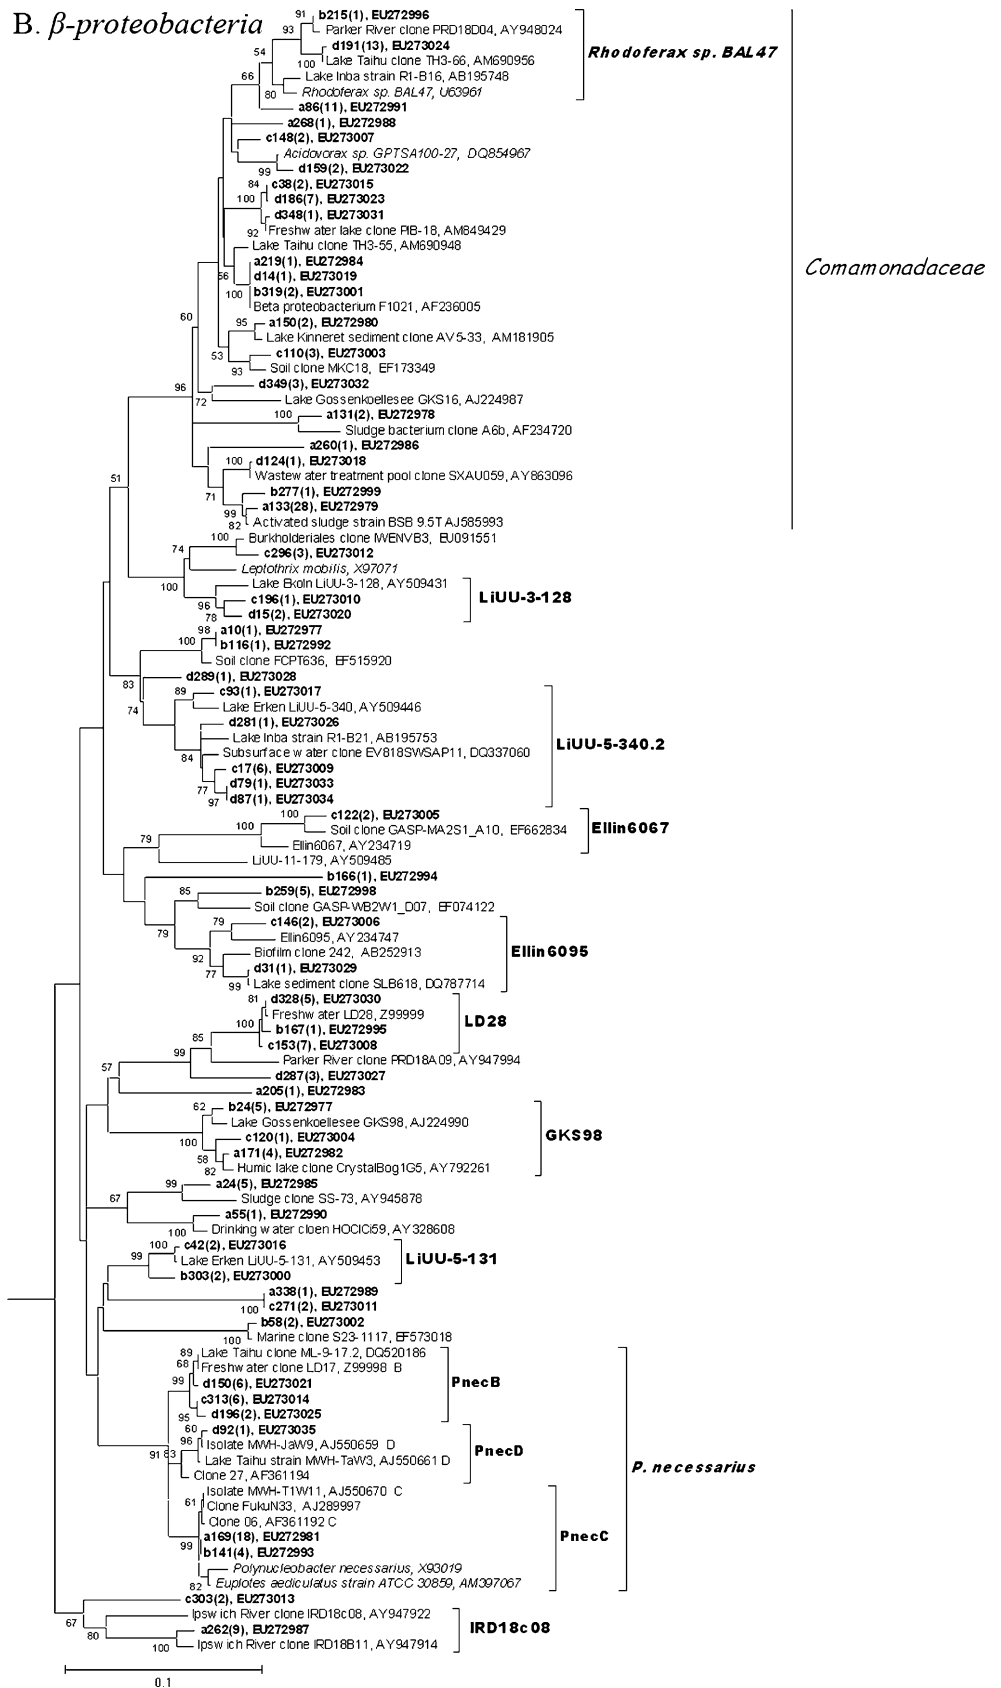 B. β-proteobacteria
91 b215(1), EU272996
93 Parker River clone PRD18D04, AY948024
d191(13), EU273024
54 100 Lake Taihu clone TH3-66, AM690956
Rhodoferax sp. BAL47
66 Lake Inba strain R1-B16, AB195748
80 Rhodoferax sp. BAL47, U63961
a86(11), EU272991
a268(1), EU272988
c148(2), EU273007
Acidovorax sp. GPTSA100-27, DQ854967
99 d159(2), EU273022
84 c38(2), EU273015
100 d186(7), EU273023
d348(1), EU273031
92 Freshwater lake clone PIB-18, AM849429
Lake Taihu clone TH3-55, AM690948
a219(1), EU272984
Comamonadaceae
56 d14(1), EU273019
100 b319(2), EU273001
Beta proteobacterium F1021, AF236005
60 95 a150(2), EU272980
Lake Kinneret sediment clone AV5-33, AM181905
53 c110(3), EU273003
93 Soil clone MKC18, EF173349
96 d349(3), EU273032
72 Lake Gossenkoellesee GKS16, AJ224987
100 a131(2), EU272978
Sludge bacterium clone A6b, AF234720
a260(1), EU272986
100 d124(1), EU273018
51 Wastewater treatment pool clone SXAU059, AY863096
71 b277(1), EU272999
99 a133(28), EU272979
82 Activated sludge strain BSB 9.5T AJ585993
100 Burkholderiales clone IWENVB3, EU091551
74 c296(3), EU273012
Leptothrix mobilis, X97071
100 Lake Ekoln LiUU-3-128, AY509431
96 c196(1), EU273010
LiUU-3-128
78 d15(2), EU273020
98 a10(1), EU272977
100 b116(1), EU272992
Soil clone FCPT636, EF515920
83 d289(1), EU273028
89 c93(1), EU273017
74 Lake Erken LiUU-5-340, AY509446
d281(1), EU273026
Lake Inba strain R1-B21, AB195753
LiUU-5-340.2
84 Subsurface water clone EV818SWSAP11, DQ337060
c17(6), EU273009
77 d79(1), EU273033
97 d87(1), EU273034
100 c122(2), EU273005
100 Soil clone GASP-MA2S1_A10, EF662834
Ellin6067
79 Ellin6067, AY234719
LiUU-11-179, AY509485
b166(1), EU272994
85 b259(5), EU272998
Soil clone GASP-WB2W1_D07, EF074122
79 79 c146(2), EU273006
Ellin6095, AY234747
92 Biofilm clone 242, AB252913
Ellin6095
77 d31(1), EU273029
99 Lake sediment clone SLB618, DQ787714
81 d328(5), EU273030
Freshwater LD28, Z99999
LD28
100 b167(1), EU272995
85 c153(7), EU273008
99 Parker River clone PRD18A09, AY947994
57 d287(3), EU273027
a205(1), EU272983
62 b24(5), EU272977
Lake Gossenkoellesee GKS98, AJ224990
100 c120(1), EU273004
GKS98
58 a171(4), EU272982
82 Humic lake clone CrystalBog1G5, AY792261
99 a24(5), EU272985
67 Sludge clone SS-73, AY945878
a55(1), EU272990
100 Drinking water cloen HOClCi59, AY328608
100 c42(2), EU273016
99 Lake Erken LiUU-5-131, AY509453
LiUU-5-131
b303(2), EU273000
a338(1), EU272989
100 c271(2), EU273011
b58(2), EU273002
100 Marine clone S23-1117, EF573018
89 Lake Taihu clone ML-9-17.2, DQ520186
68 Freshwater clone LD17, Z99998 B
99 d150(6), EU273021
PnecB
c313(6), EU273014
95 d196(2), EU273025
60 d92(1), EU273035
96 Isolate MWH-JaW9, AJ550659 D
PnecD
91 83 Lake Taihu strain MWH-TaW3, AJ550661 D
P. necessarius
Clone 27, AF361194
Isolate MWH-T1W11, AJ550670 C
61 Clone FukuN33, AJ289997
Clone 06, AF361192 C
PnecC
a169(18), EU272981
99 b141(4), EU272993
Polynucleobacter necessarius, X93019
82 Euplotes aediculatus strain ATCC 30859, AM397067
c303(2), EU273013
67 Ipswich River clone IRD18c08, AY947922
80 a262(9), EU272987
IRD18c08
100 Ipswich River clone IRD18B11, AY947914
0.1